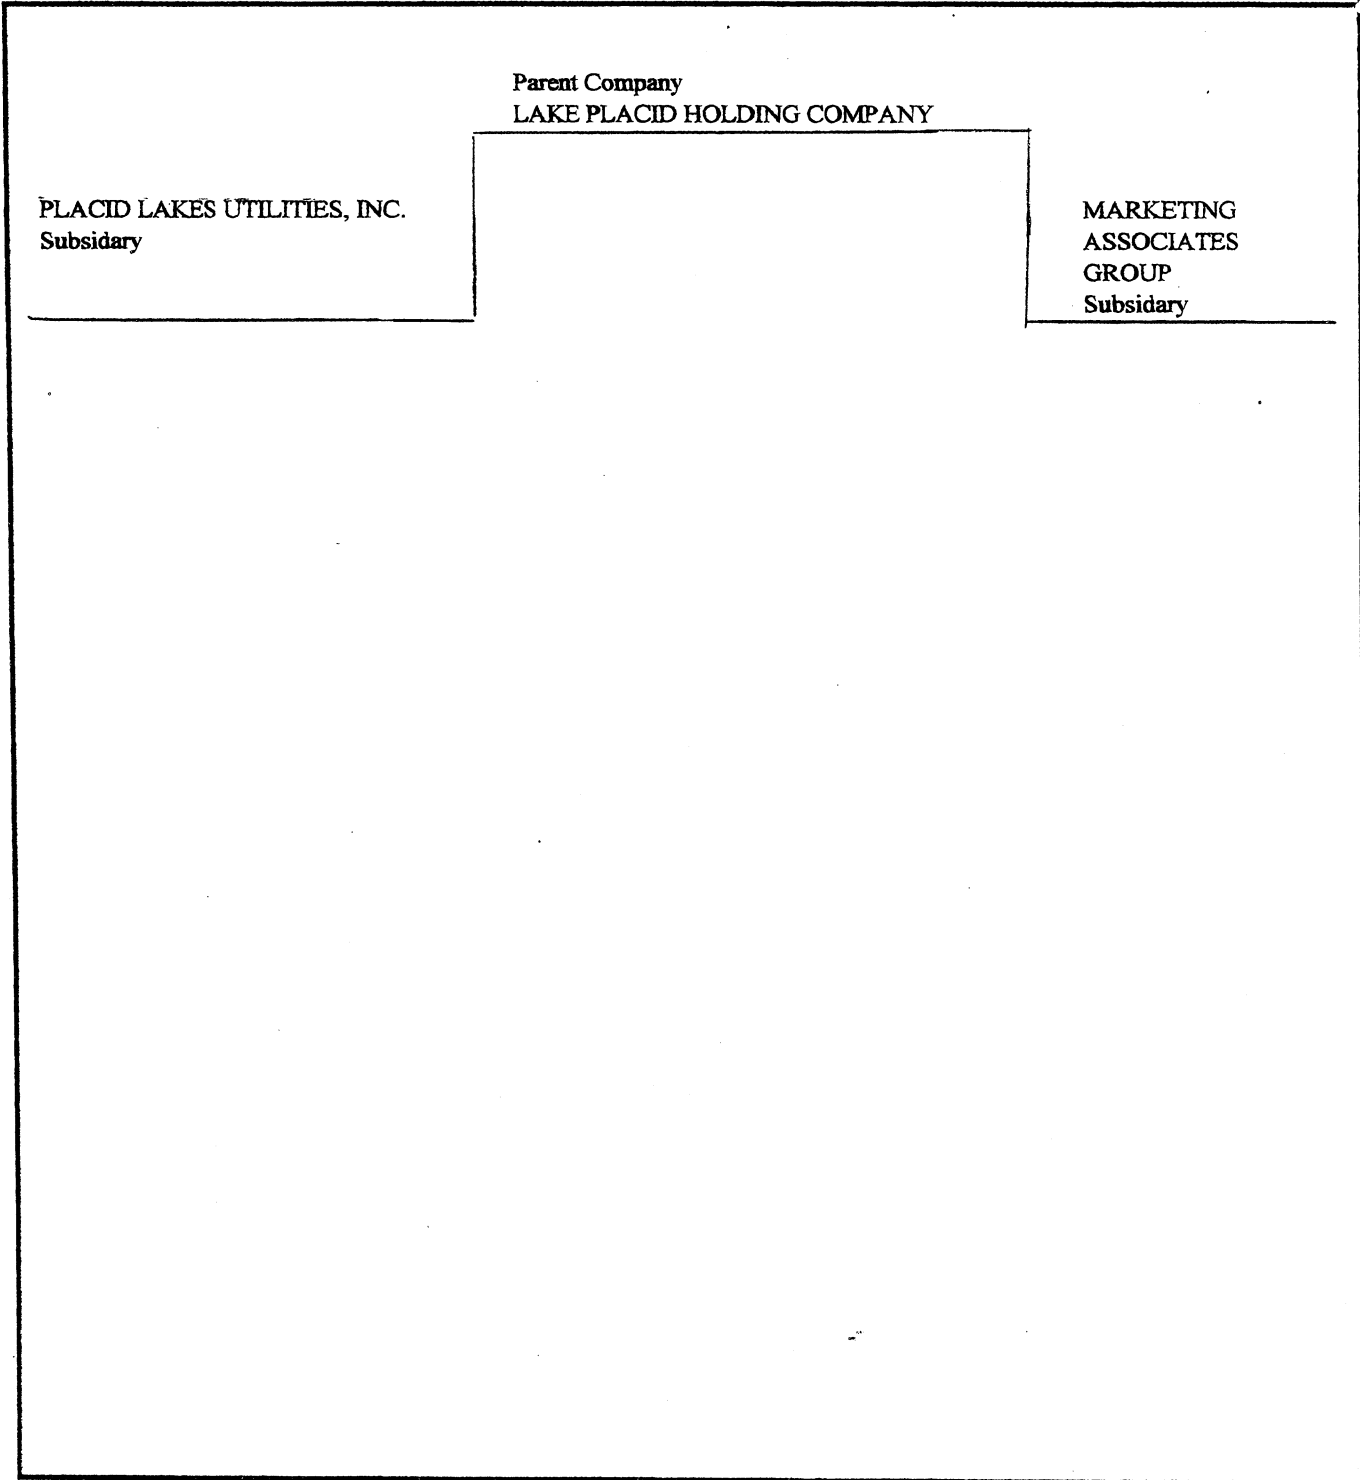 Parent Company
LAKE PLACID HOLDING COMPANY
PLACID LAKES UTILITIES, INC.
Subsidary
MARKETING
ASSOCIATES
GROUP
Subsidary